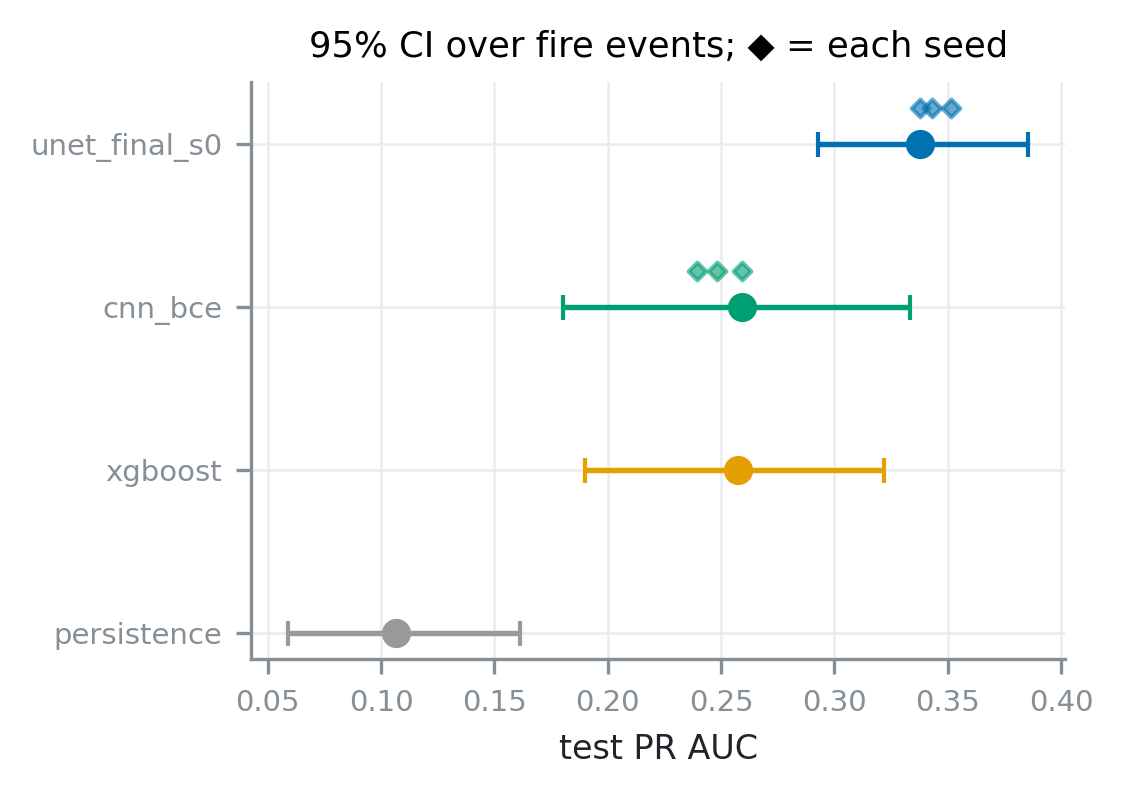 95% CI over fire events; ◆ = each seed
unet_final_s0
cnn_bce
xgboost
persistence
0.05 0.10 0.15 0.20 0.25 0.30 0.35 0.40
test PR AUC